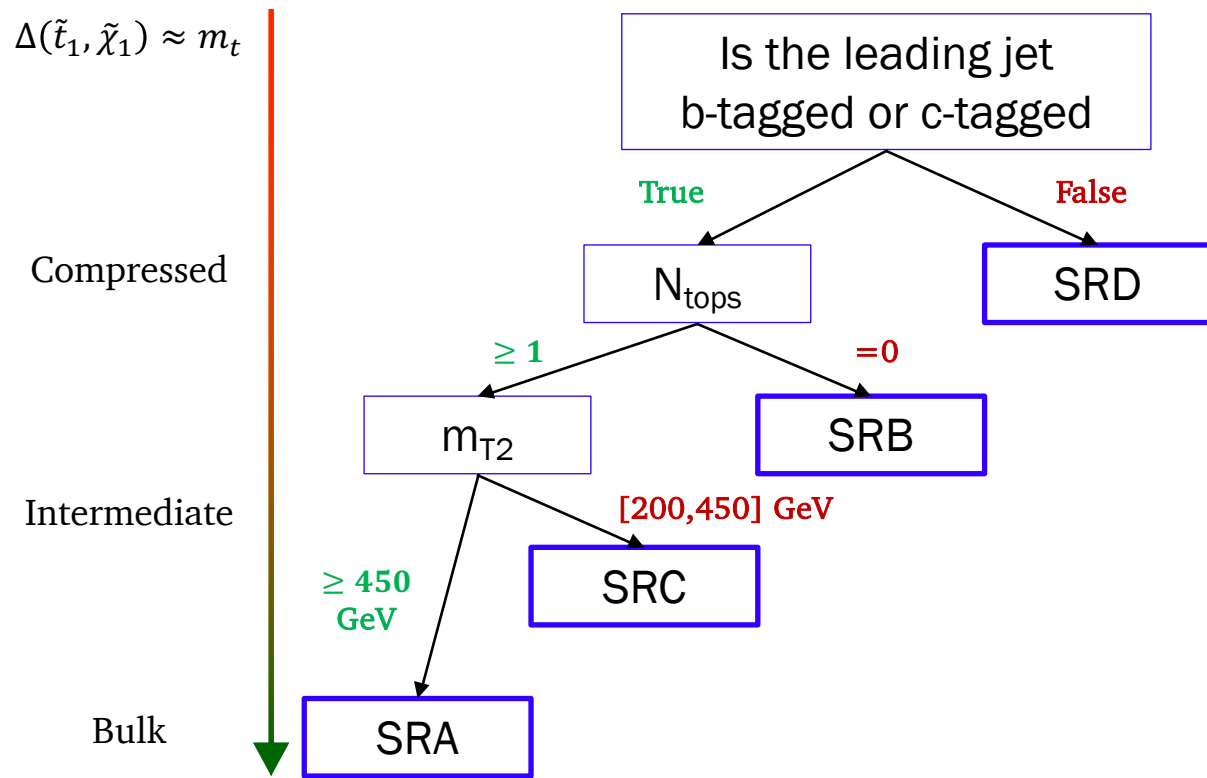 Δ(t̃₁, χ̃₁) ≈ mₜ
Is the leading jet
b-tagged or c-tagged
True
False
Compressed
N_tops
SRD
≥ 1
=0
m_T2
SRB
Intermediate
[200,450] GeV
≥ 450
GeV
SRC
Bulk
SRA